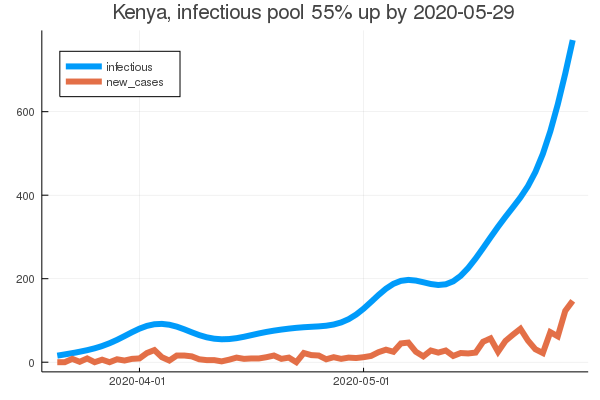 Kenya, infectious pool 55% up by 2020-05-29
infectious
new_cases
600
400
200
0
2020-04-01
2020-05-01